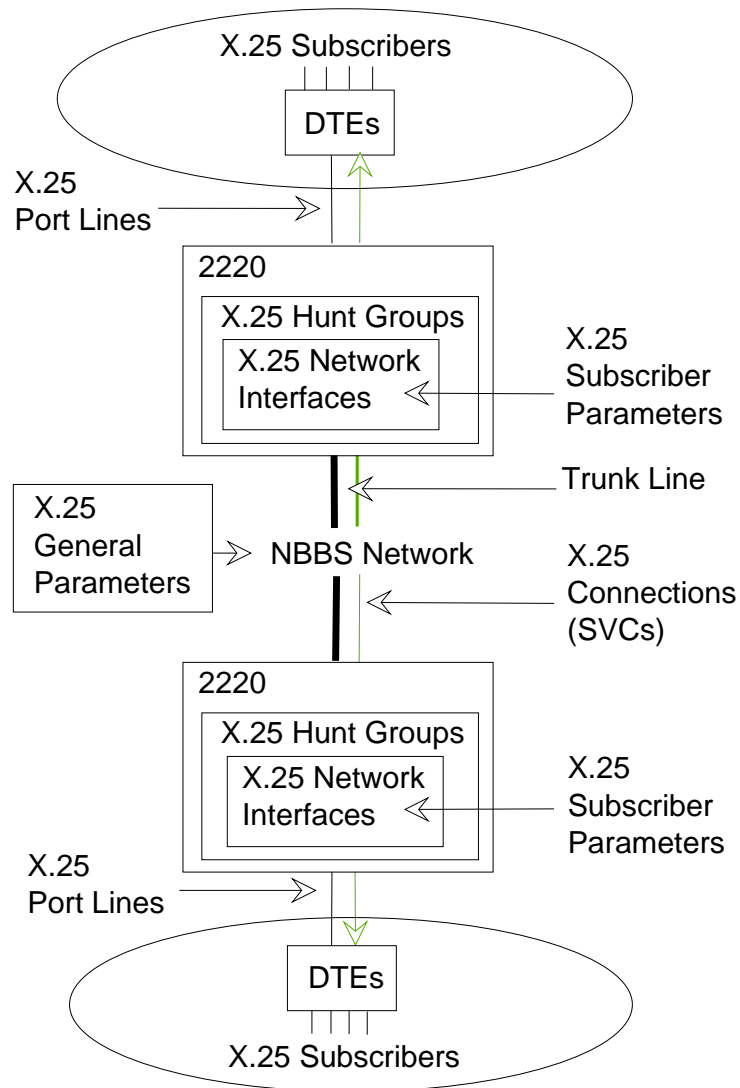 X.25 Subscribers
DTEs
X.25
Port Lines
2220
X.25 Hunt Groups
X.25 Network
Interfaces
X.25
Subscriber
Parameters
Trunk Line
X.25
General
Parameters
NBBS Network
X.25
Connections
(SVCs)
2220
X.25 Hunt Groups
X.25 Network
Interfaces
X.25
Subscriber
Parameters
X.25
Port Lines
DTEs
X.25 Subscribers